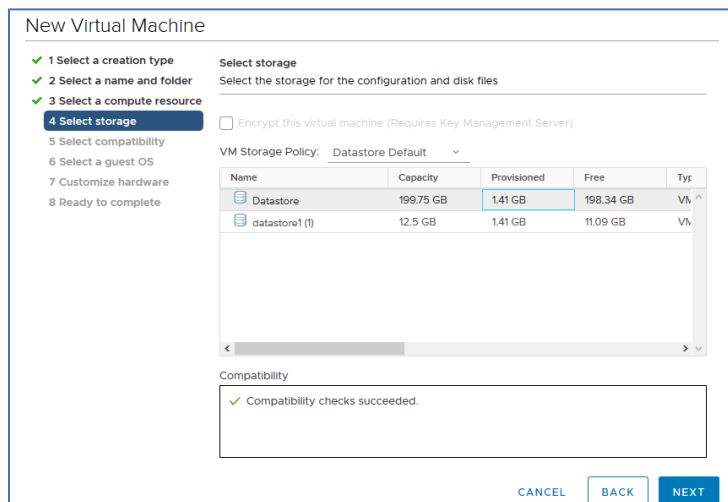 New Virtual Machine
1 Select a creation type
2 Select a name and folder
3 Select a compute resource
4 Select storage
5 Select compatibility
6 Select a guest OS
7 Customize hardware
8 Ready to complete
Select storage
Select the storage for the configuration and disk files
Encrypt this virtual machine (Requires Key Management Server)
VM Storage Policy: Datastore Default
Name Capacity Provisioned Free Typ
Datastore 199.75 GB 1.41 GB 198.34 GB VM
datastore1 (1) 12.5 GB 1.41 GB 11.09 GB VM
Compatibility
Compatibility checks succeeded.
CANCEL BACK NEXT